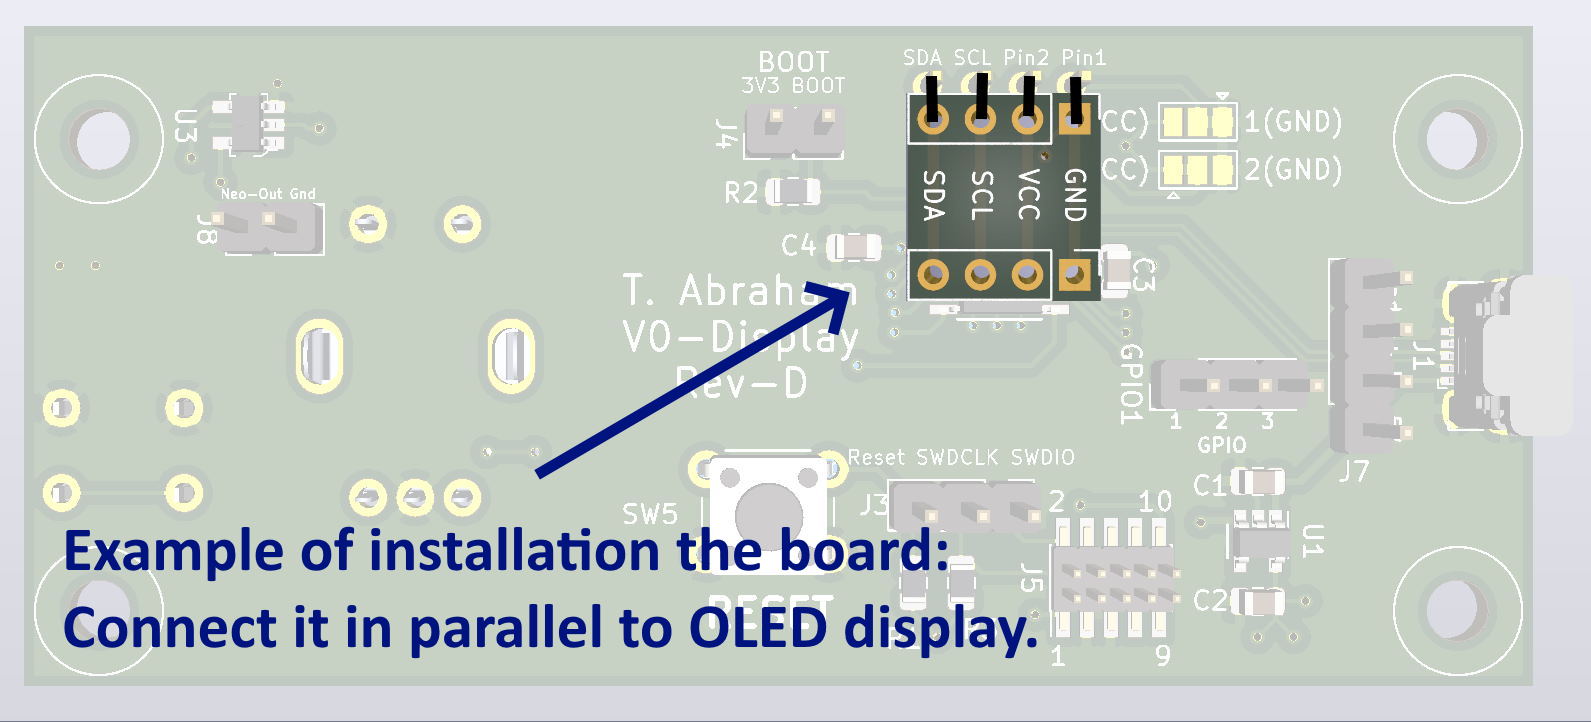 BOOT
3V3 BOOT
SDA SCL Pin2 Pin1
U3
J4
CC) 1(GND)
CC) 2(GND)
R2
Neo-Out Gnd
J8
SDA
SCL
VCC
GND
C4
C3
T. Abraham
V0-Display
Rev-D
J1
GPIO1
1 2 3
GPIO
J7
Reset SWDCLK SWDIO
SW5
J3
2 10
C1
U1
J5
C2
1 9
RESET
Example of installation the board:
Connect it in parallel to OLED display.